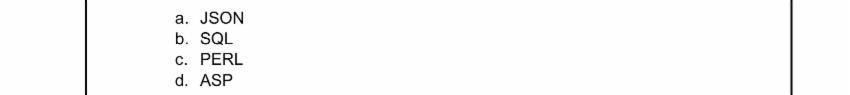 a. JSON
b. SQL
c. PERL
d. ASP